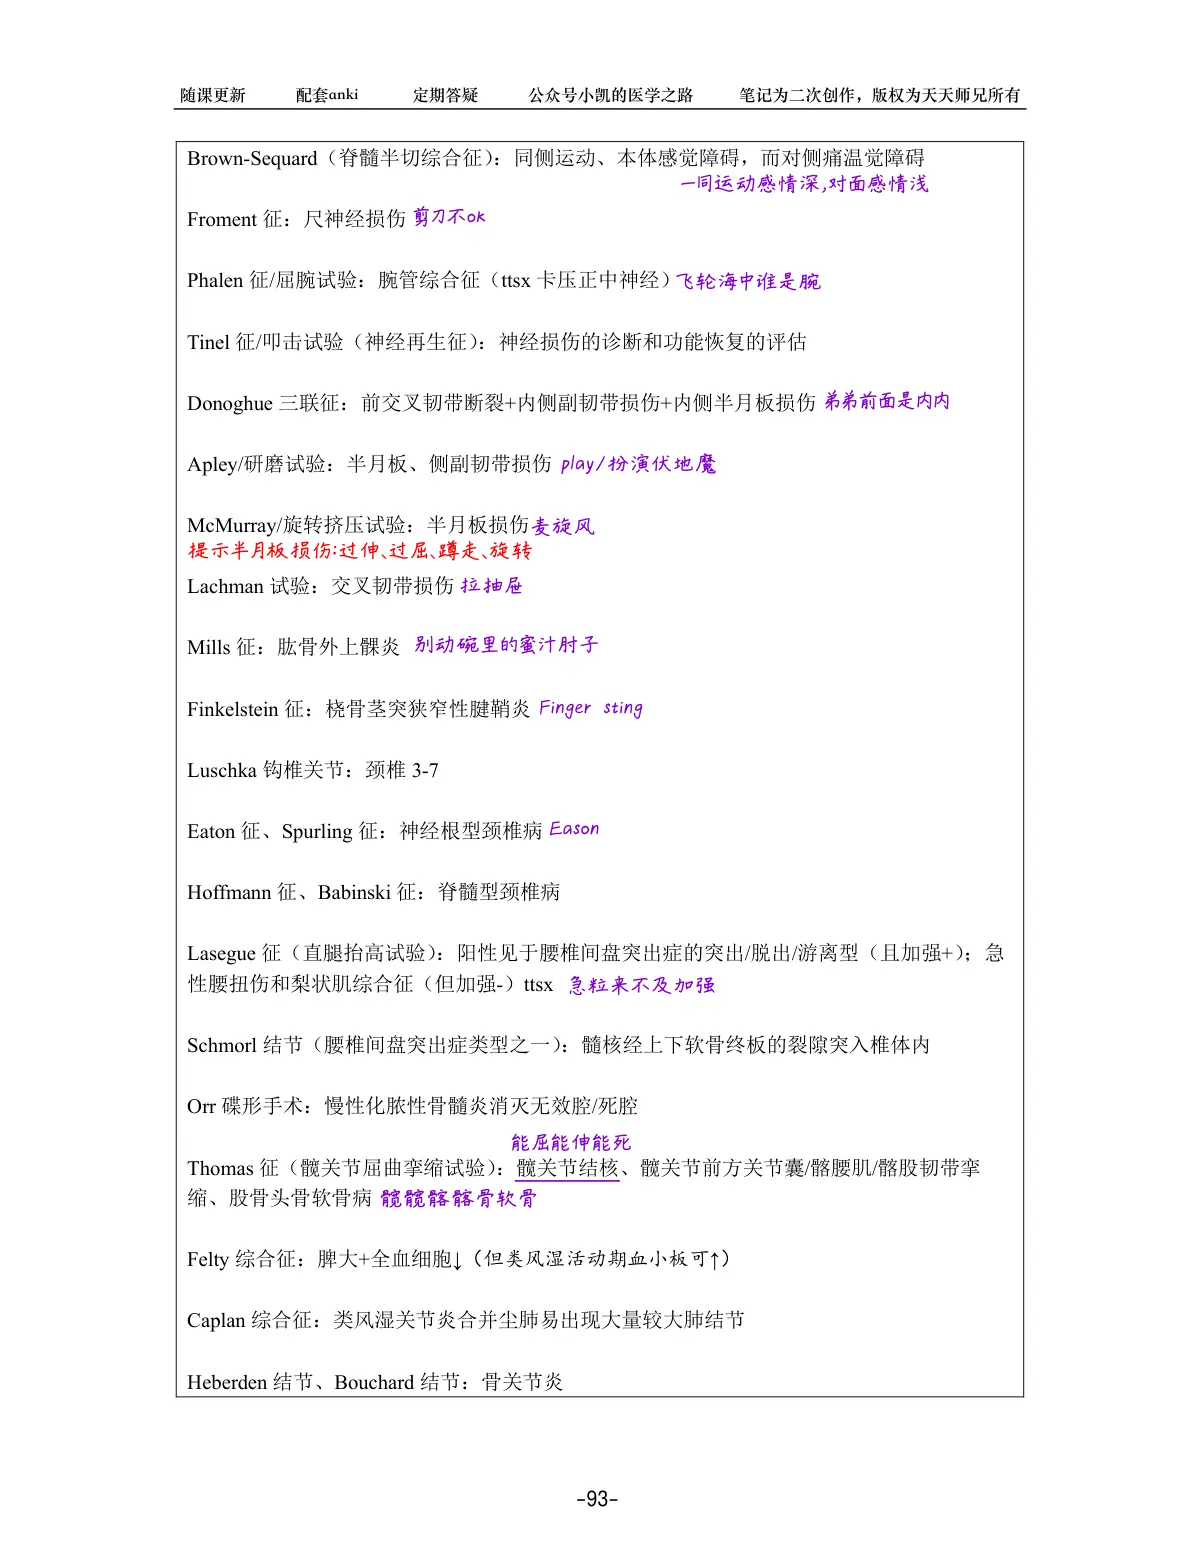 随课更新 配套anki 定期答疑 公众号小凯的医学之路 笔记为二次创作，版权为天天师兄所有
Brown-Sequard（脊髓半切综合征）：同侧运动、本体感觉障碍，而对侧痛温觉障碍
一同运动感情深,对面感情浅
Froment 征：尺神经损伤 剪刀不ok
Phalen 征/屈腕试验：腕管综合征（ttsx 卡压正中神经）飞轮海中谁是腕
Tinel 征/叩击试验（神经再生征）：神经损伤的诊断和功能恢复的评估
Donoghue 三联征：前交叉韧带断裂+内侧副韧带损伤+内侧半月板损伤 弟弟前面是内内
Apley/研磨试验：半月板、侧副韧带损伤 play/扮演伏地魔
McMurray/旋转挤压试验：半月板损伤 麦旋风
提示半月板损伤:过伸、过屈、蹲走、旋转
Lachman 试验：交叉韧带损伤 拉抽屉
Mills 征：肱骨外上髁炎 别动碗里的蜜汁肘子
Finkelstein 征：桡骨茎突狭窄性腱鞘炎 Finger sting
Luschka 钩椎关节：颈椎 3-7
Eaton 征、Spurling 征：神经根型颈椎病 Eason
Hoffmann 征、Babinski 征：脊髓型颈椎病
Lasegue 征（直腿抬高试验）：阳性见于腰椎间盘突出症的突出/脱出/游离型（且加强+）；急
性腰扭伤和梨状肌综合征（但加强-）ttsx 急粒来不及加强
Schmorl 结节（腰椎间盘突出症类型之一）：髓核经上下软骨终板的裂隙突入椎体内
Orr 碟形手术：慢性化脓性骨髓炎消灭无效腔/死腔
能屈能伸能死
Thomas 征（髋关节屈曲挛缩试验）：髋关节结核、髋关节前方关节囊/髂腰肌/髂股韧带挛
缩、股骨头骨软骨病 髋髋髂髂骨软骨
Felty 综合征：脾大+全血细胞↓（但类风湿活动期血小板可↑）
Caplan 综合征：类风湿关节炎合并尘肺易出现大量较大肺结节
Heberden 结节、Bouchard 结节：骨关节炎
-93-